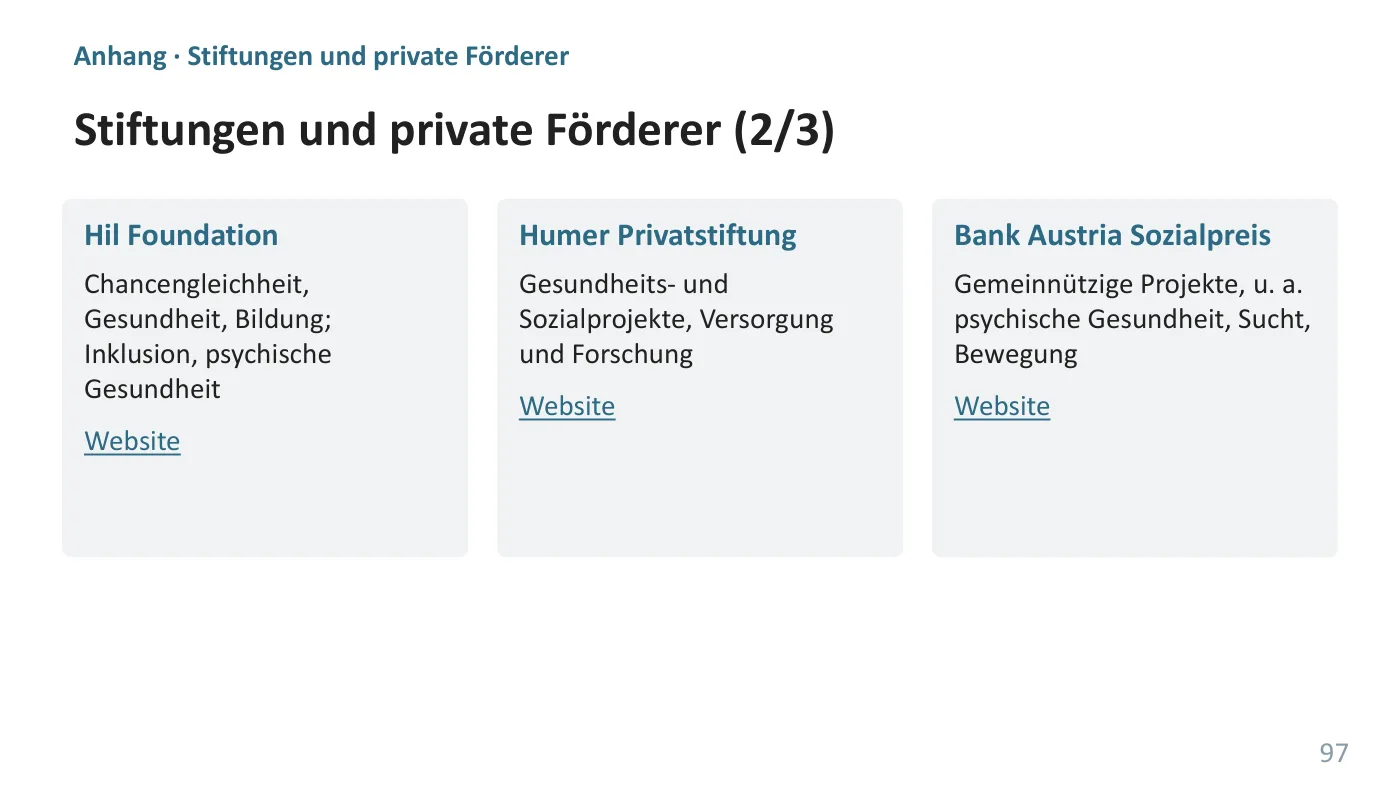 Anhang · Stiftungen und private Förderer
Stiftungen und private Förderer (2/3)
Hil Foundation
Chancengleichheit,
Gesundheit, Bildung;
Inklusion, psychische
Gesundheit
Website
Humer Privatstiftung
Gesundheits- und
Sozialprojekte, Versorgung
und Forschung
Website
Bank Austria Sozialpreis
Gemeinnützige Projekte, u. a.
psychische Gesundheit, Sucht,
Bewegung
Website
97